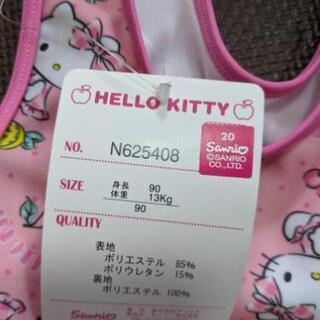 HELLO KITTY
NO. N625408
20
Sanrio
©SANRIO
CO.,LTD.
SIZE 身長 90
体重 13Kg
90
QUALITY
表地
ポリエステル 85%
ポリウレタン 15%
裏地
ポリエステル 100%
Sanrio